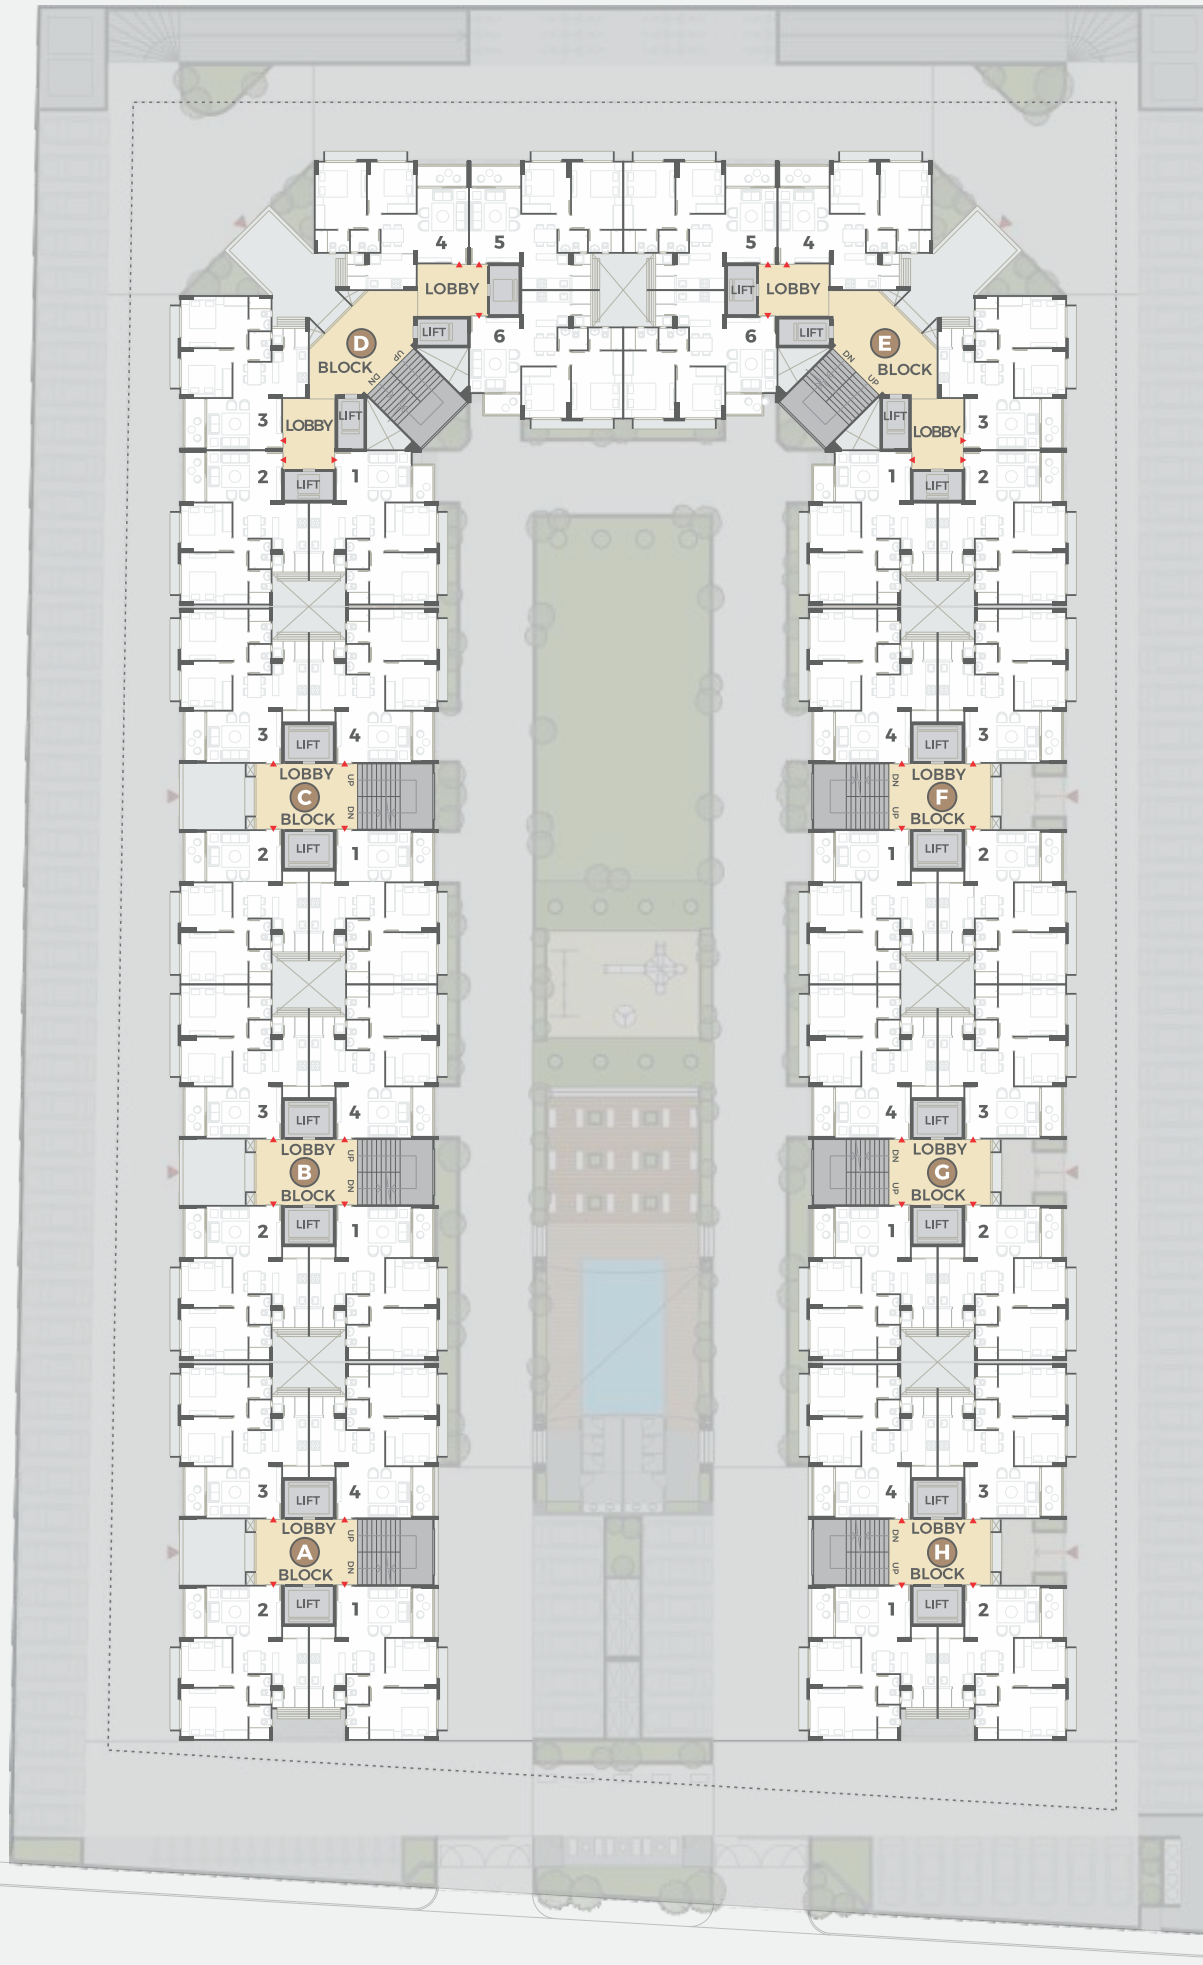 4 5 5 4
LOBBY LIFT LOBBY
LIFT 6 6 LIFT
D UP DN E
BLOCK DN UP BLOCK
3 LOBBY LIFT LIFT LOBBY 3
2 1 1 2
LIFT LIFT
3 4 4 3
LIFT LIFT
LOBBY UP DN LOBBY
C F
BLOCK DN UP BLOCK
2 LIFT 1 1 LIFT 2
3 4 4 3
LIFT LIFT
LOBBY UP DN LOBBY
B G
BLOCK DN UP BLOCK
2 LIFT 1 1 LIFT 2
3 4 4 3
LIFT LIFT
LOBBY UP DN LOBBY
A H
BLOCK DN UP BLOCK
2 LIFT 1 1 LIFT 2